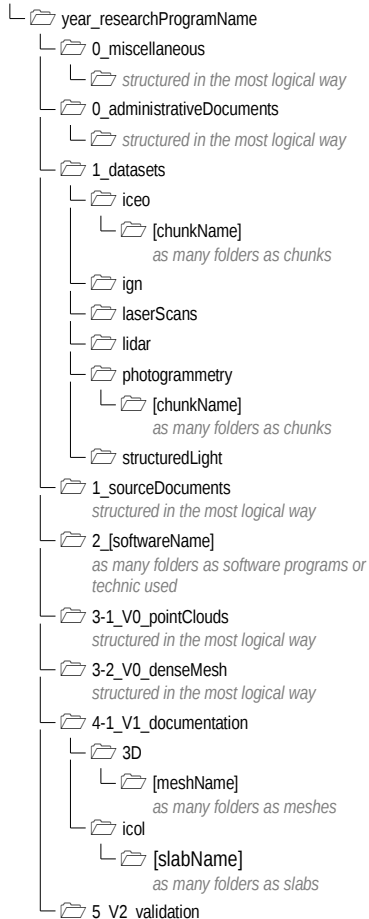 year_researchProgramName
0_miscellaneous
structured in the most logical way
0_administrativeDocuments
structured in the most logical way
1_datasets
iceo
[chunkName]
as many folders as chunks
ign
laserScans
lidar
photogrammetry
[chunkName]
as many folders as chunks
structuredLight
1_sourceDocuments
structured in the most logical way
2_[softwareName]
as many folders as software programs or
technic used
3-1_V0_pointClouds
structured in the most logical way
3-2_V0_denseMesh
structured in the most logical way
4-1_V1_documentation
3D
[meshName]
as many folders as meshes
icol
[slabName]
as many folders as slabs
5_V2_validation